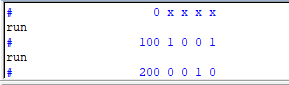 # 0 x x x x
run
# 100 1 0 0 1
run
# 200 0 0 1 0